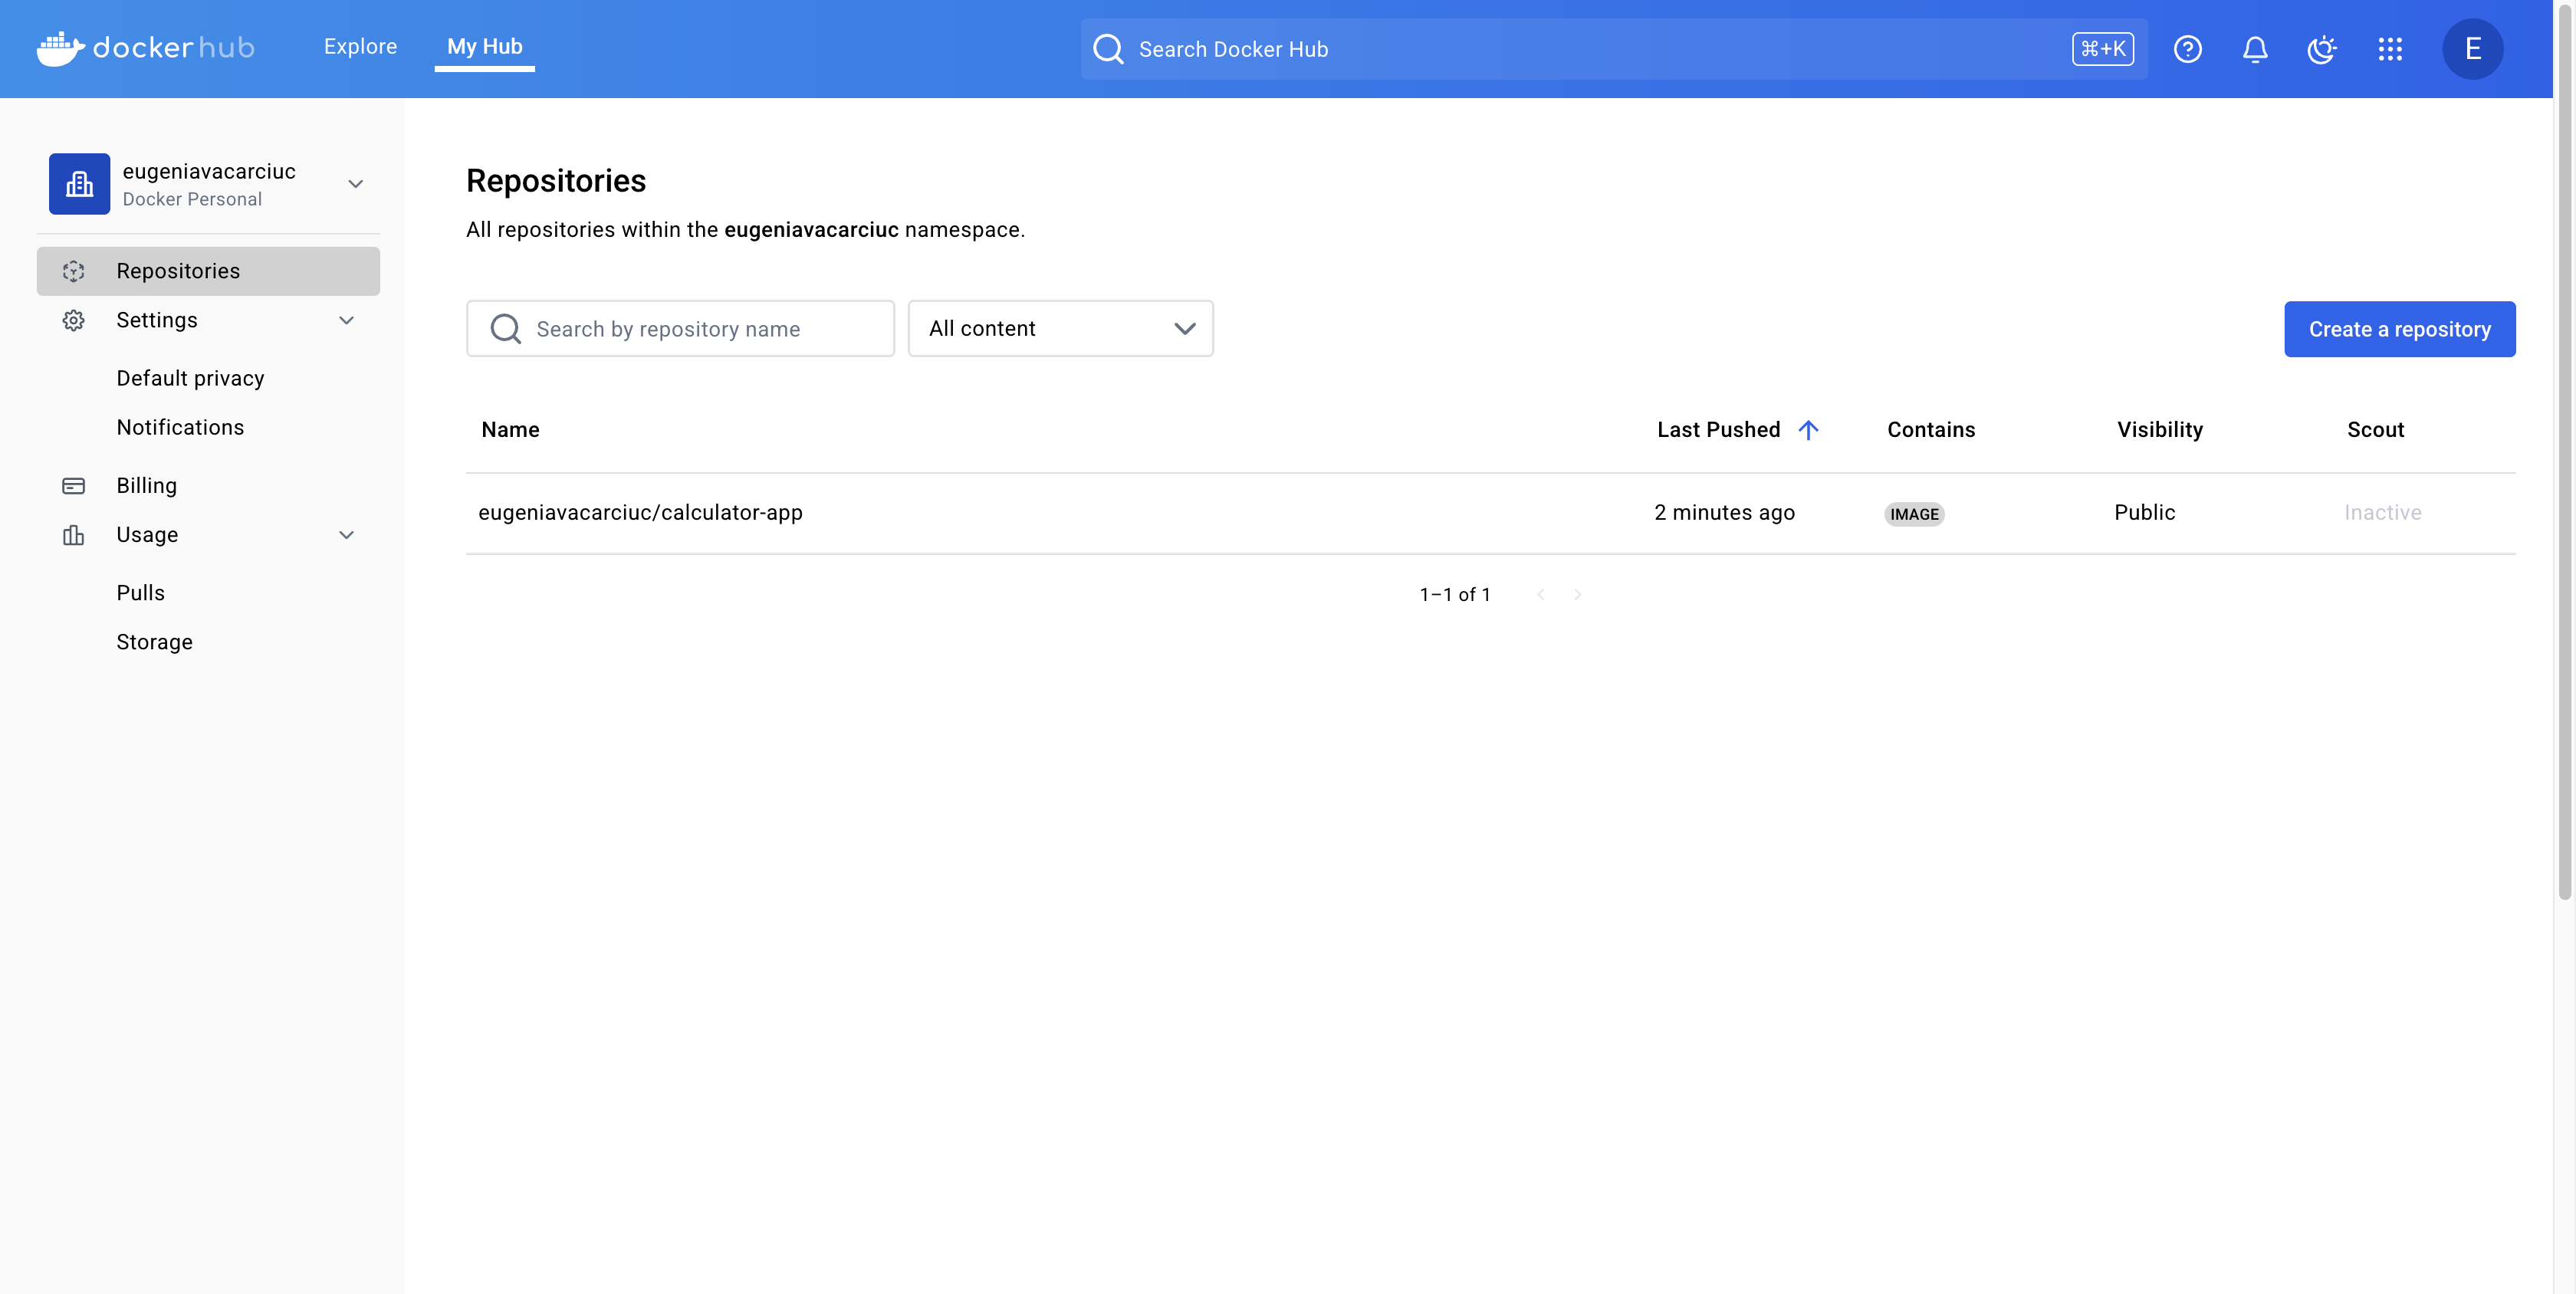 dockerhub
Explore
My Hub
Search Docker Hub
⌘+K
E
eugeniavacarciuc
Docker Personal
Repositories
Settings
Default privacy
Notifications
Billing
Usage
Pulls
Storage
Repositories
All repositories within the eugeniavacarciuc namespace.
Search by repository name
All content
Create a repository
Name
Last Pushed
Contains
Visibility
Scout
eugeniavacarciuc/calculator-app
2 minutes ago
IMAGE
Public
Inactive
1–1 of 1